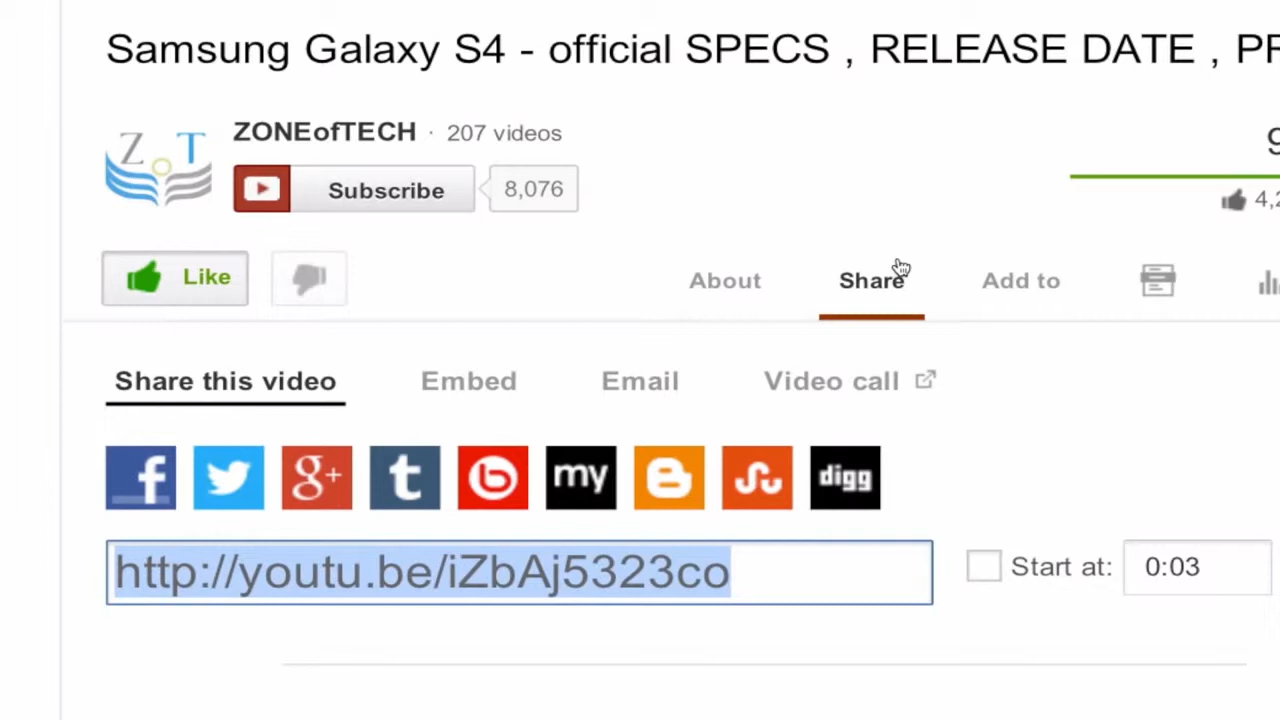 Samsung Galaxy S4 - official SPECS , RELEASE DATE ,
ZONEofTECH · 207 videos
Z o T
Subscribe 8,076
Like
About Share Add to
Share this video Embed Email Video call
f g+ t b my B digg
http://youtu.be/iZbAj5323co Start at: 0:03